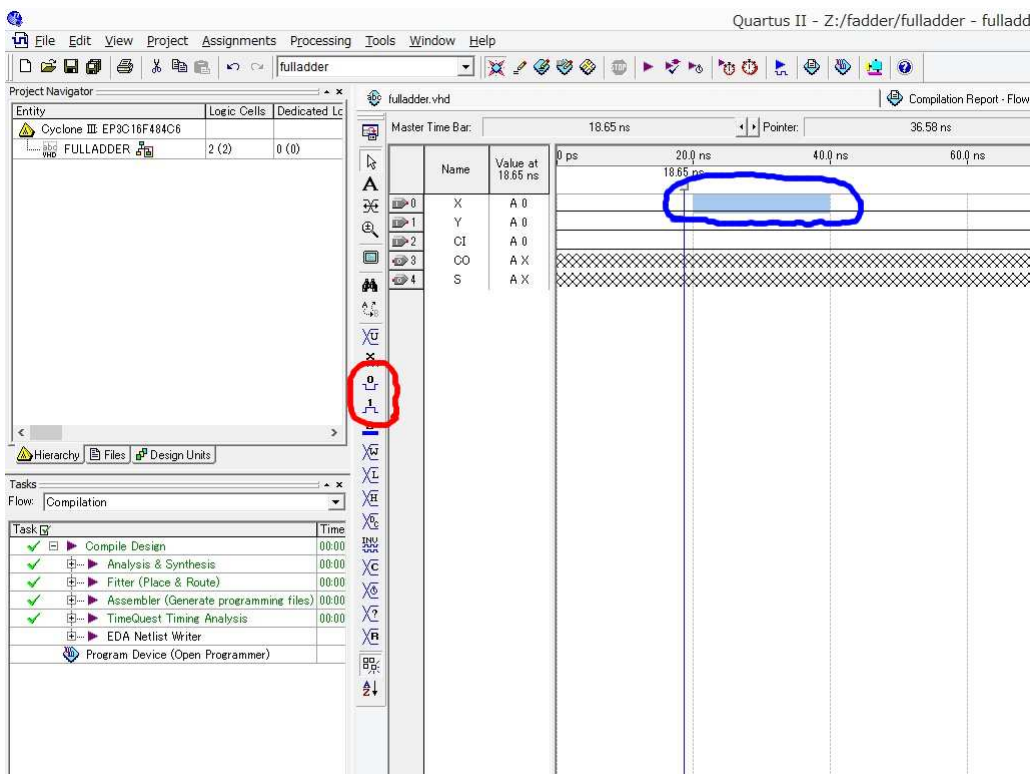 Quartus II - Z:/fadder/fulladder - fulladd
File Edit View Project Assignments Processing Tools Window Help
fulladder
Project Navigator
Entity Logic Cells Dedicated Lc
Cyclone III: EP3C16F484C6
abc VHD FULLADDER 2 (2) 0 (0)
Hierarchy Files Design Units
Tasks
Flow: Compilation
Task Time
Compile Design 00:00
Analysis & Synthesis 00:00
Fitter (Place & Route) 00:00
Assembler (Generate programming files) 00:00
TimeQuest Timing Analysis 00:00
EDA Netlist Writer
Program Device (Open Programmer)
abc fulladder.vhd Compilation Report - Flow
Master Time Bar: 18.65 ns Pointer: 36.58 ns
Name Value at 18.65 ns
0 ps 20.0 ns 40.0 ns 60.0 ns
18.65 ns
0 X A 0
1 Y A 0
2 CI A 0
3 CO A X
4 S A X